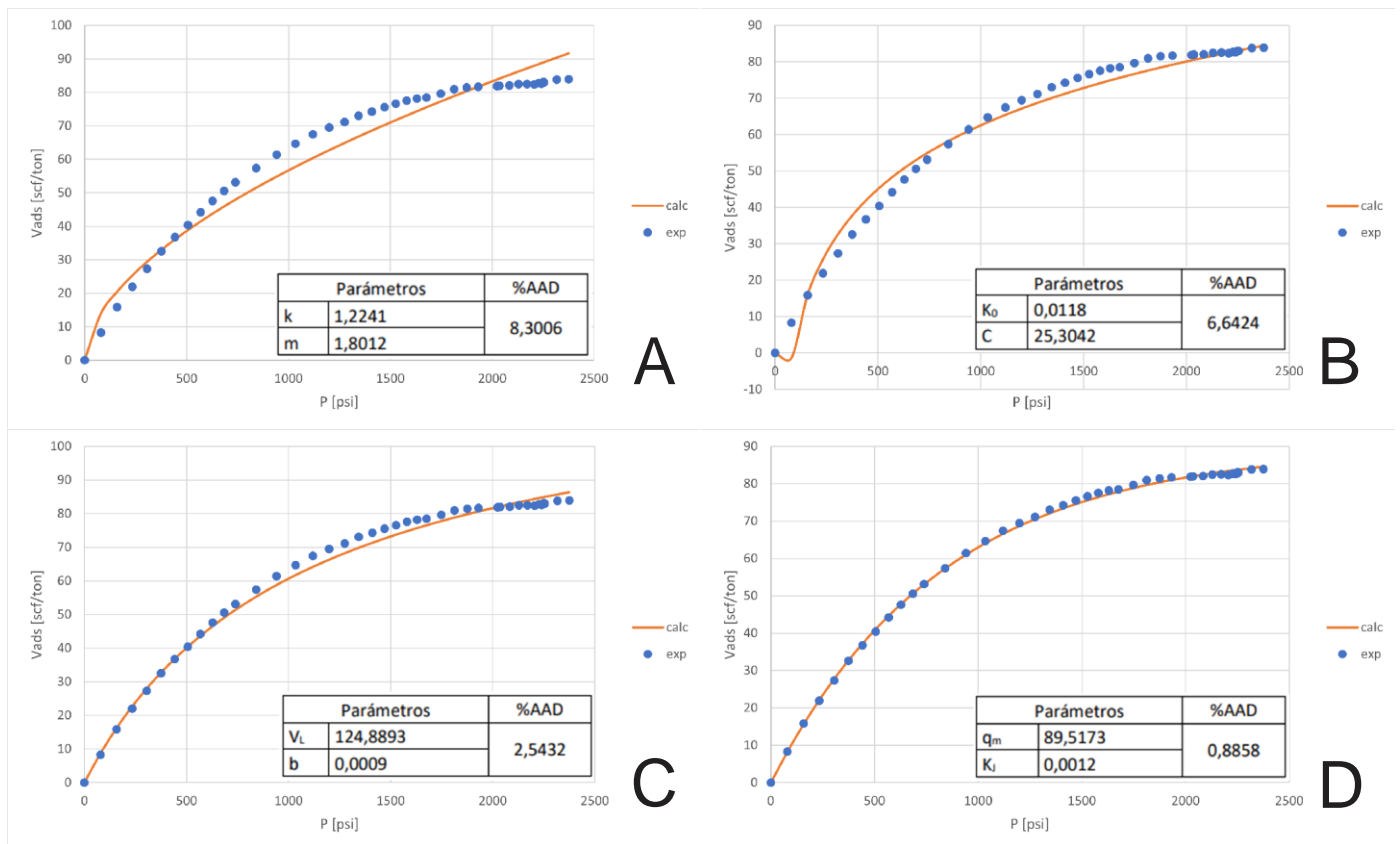 100
90
80
70
60
50
40
30
20
10
0
Vads [scf/ton]
0 500 1000 1500 2000 2500
P [psi]
calc
exp
Parámetros %AAD
k 1,2241 8,3006
m 1,8012
A
90
80
70
60
50
40
30
20
10
0
-10
Vads [scf/ton]
0 500 1000 1500 2000 2500
P [psi]
calc
exp
Parámetros %AAD
K₀ 0,0118 6,6424
C 25,3042
B
100
90
80
70
60
50
40
30
20
10
0
Vads [scf/ton]
0 500 1000 1500 2000 2500
P [psi]
calc
exp
Parámetros %AAD
V_L 124,8893 2,5432
b 0,0009
C
90
80
70
60
50
40
30
20
10
0
Vads [scf/ton]
0 500 1000 1500 2000 2500
P [psi]
calc
exp
Parámetros %AAD
qₘ 89,5173 0,8858
K_J 0,0012
D